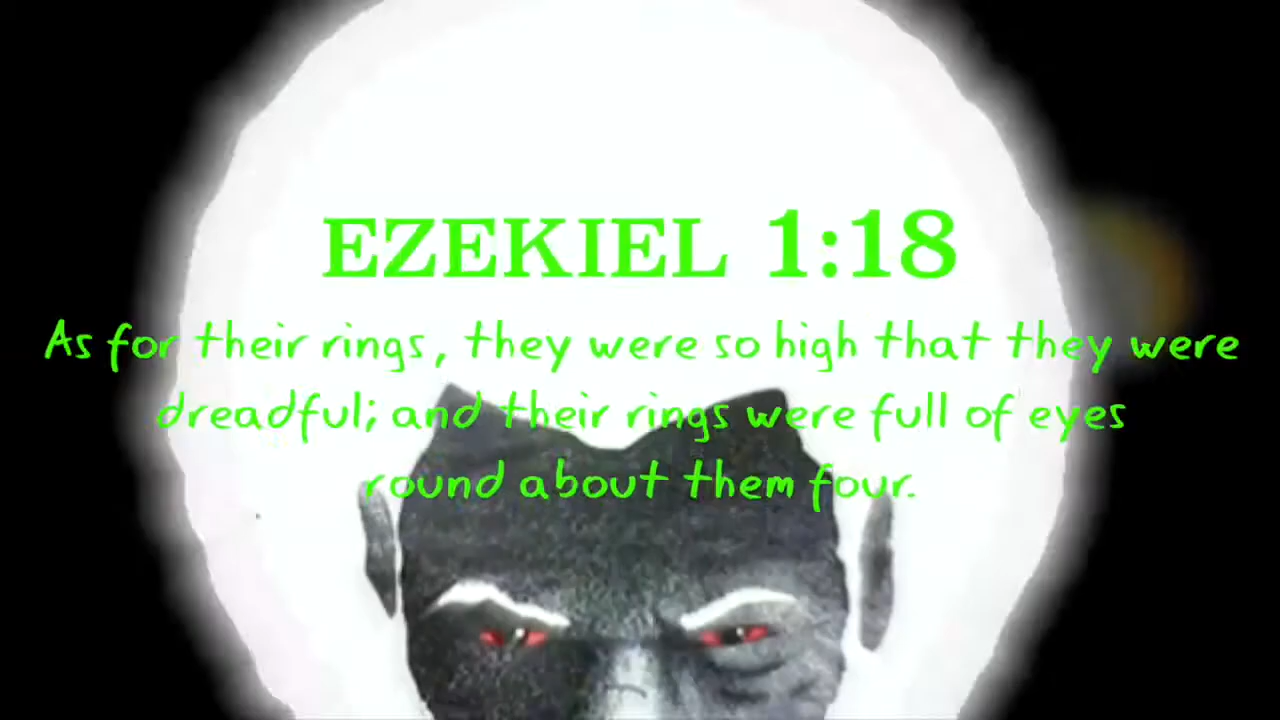 EZEKIEL 1:18
As for their rings, they were so high that they were
dreadful; and their rings were full of eyes
round about them four.